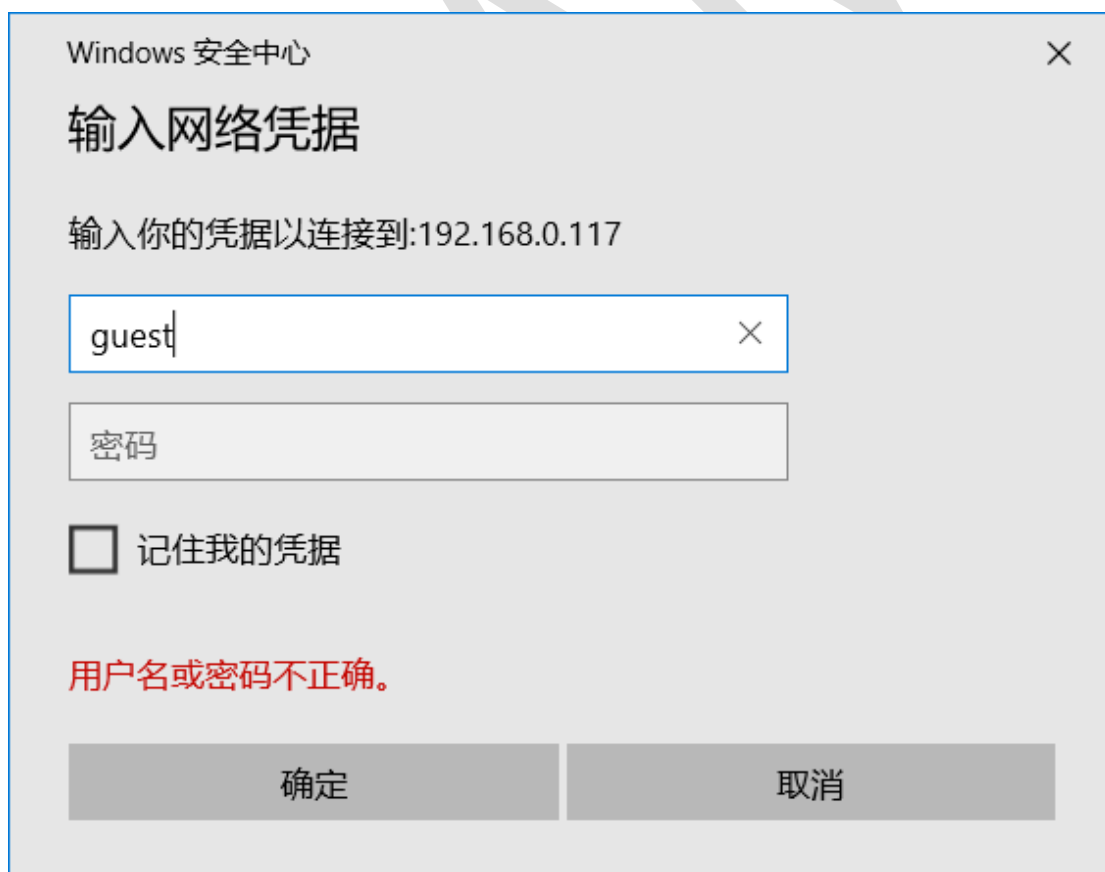 Windows 安全中心
输入网络凭据
输入你的凭据以连接到:192.168.0.117
guest
密码
记住我的凭据
用户名或密码不正确。
确定 取消